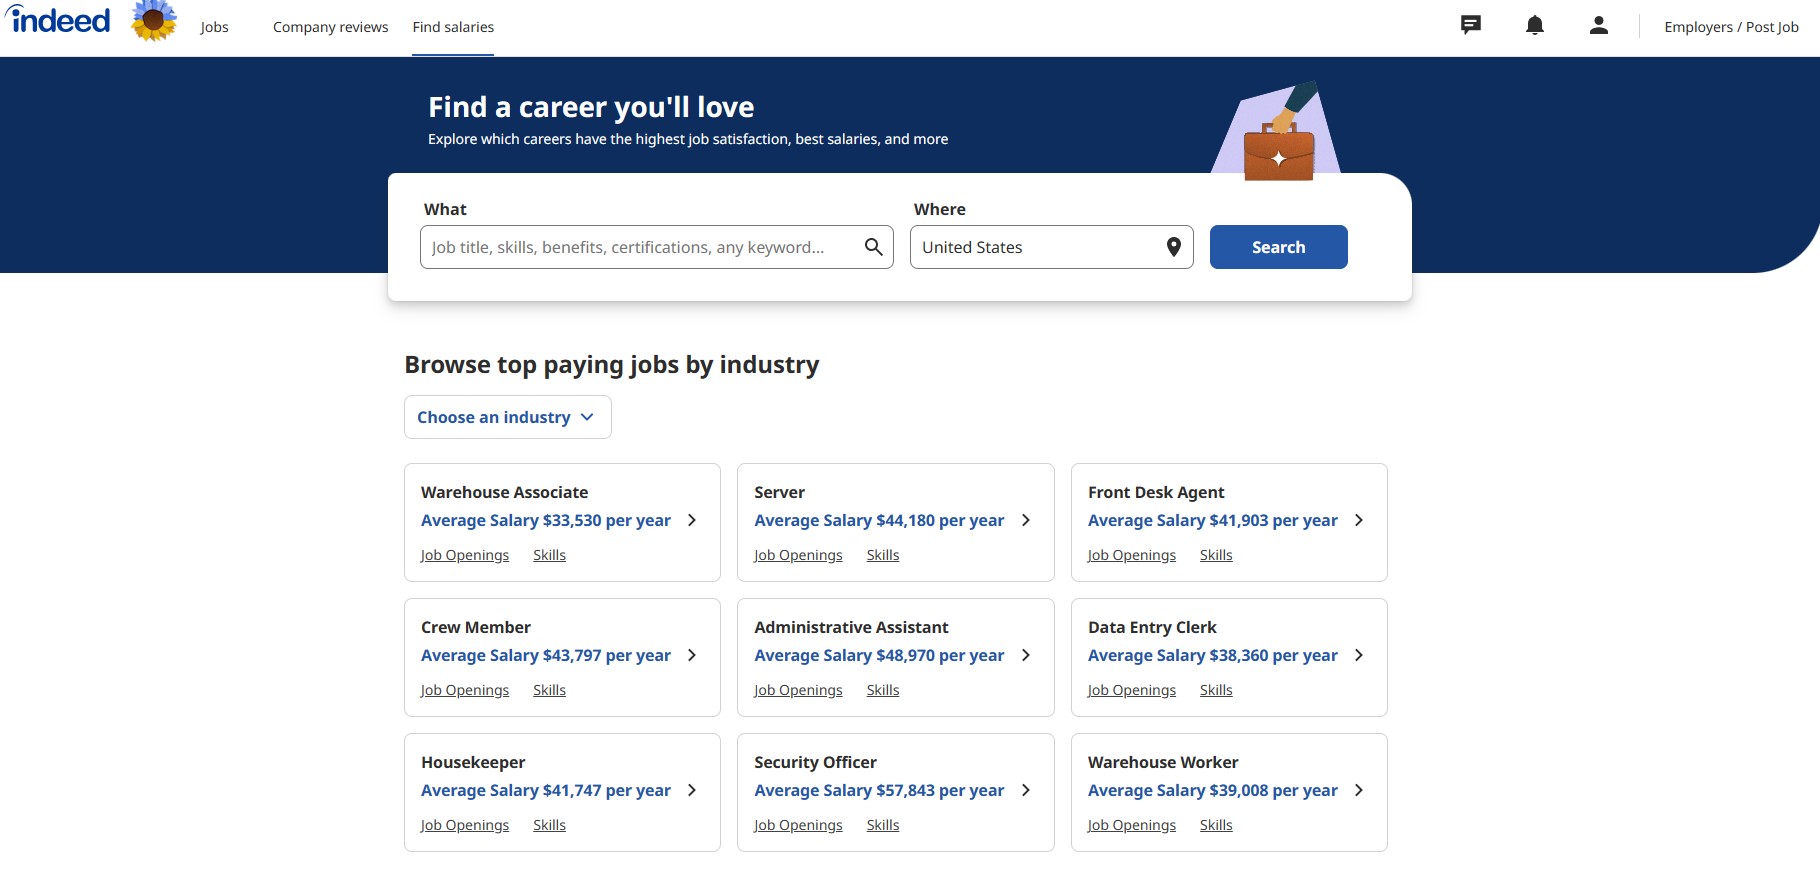 indeed
Jobs
Company reviews
Find salaries
Employers / Post Job
Find a career you'll love
Explore which careers have the highest job satisfaction, best salaries, and more
What
Where
Job title, skills, benefits, certifications, any keyword...
United States
Search
Browse top paying jobs by industry
Choose an industry
Warehouse Associate
Average Salary $33,530 per year
Job Openings Skills
Server
Average Salary $44,180 per year
Job Openings Skills
Front Desk Agent
Average Salary $41,903 per year
Job Openings Skills
Crew Member
Average Salary $43,797 per year
Job Openings Skills
Administrative Assistant
Average Salary $48,970 per year
Job Openings Skills
Data Entry Clerk
Average Salary $38,360 per year
Job Openings Skills
Housekeeper
Average Salary $41,747 per year
Job Openings Skills
Security Officer
Average Salary $57,843 per year
Job Openings Skills
Warehouse Worker
Average Salary $39,008 per year
Job Openings Skills